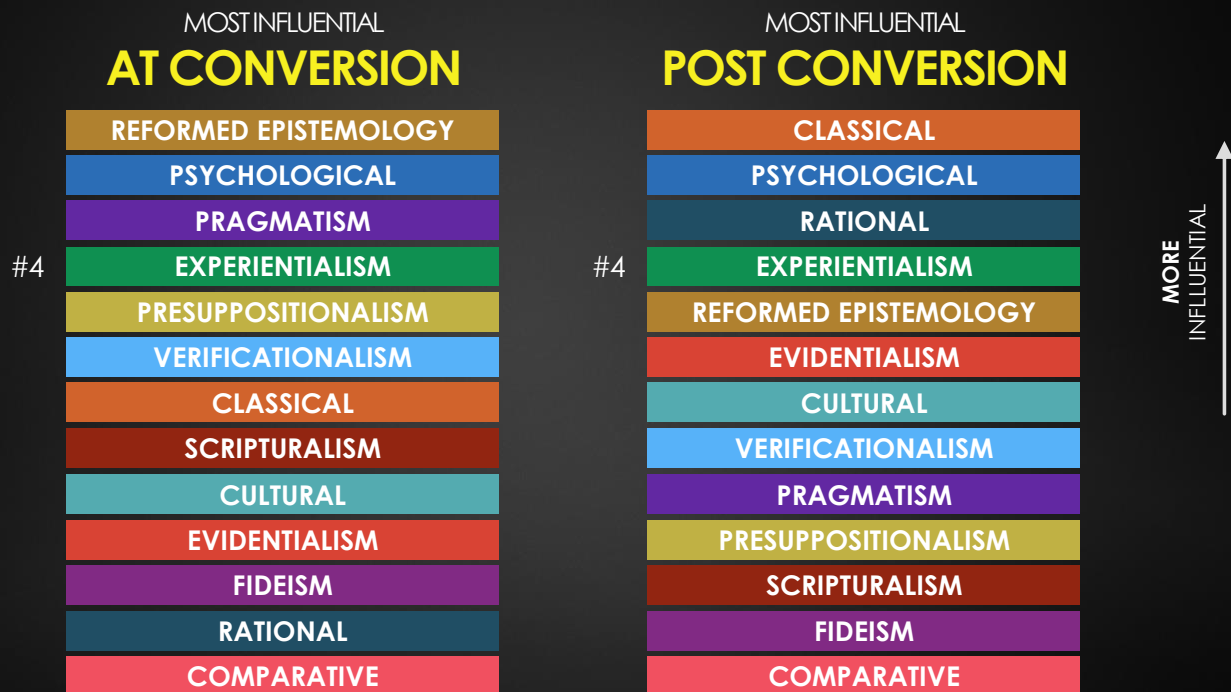 MOST INFLUENTIAL
AT CONVERSION
REFORMED EPISTEMOLOGY
PSYCHOLOGICAL
PRAGMATISM
#4
EXPERIENTIALISM
PRESUPPOSITIONALISM
VERIFICATIONALISM
CLASSICAL
SCRIPTURALISM
CULTURAL
EVIDENTIALISM
FIDEISM
RATIONAL
COMPARATIVE
MOST INFLUENTIAL
POST CONVERSION
CLASSICAL
PSYCHOLOGICAL
RATIONAL
#4
EXPERIENTIALISM
REFORMED EPISTEMOLOGY
EVIDENTIALISM
CULTURAL
VERIFICATIONALISM
PRAGMATISM
PRESUPPOSITIONALISM
SCRIPTURALISM
FIDEISM
COMPARATIVE
MORE
INFLLUENTIAL